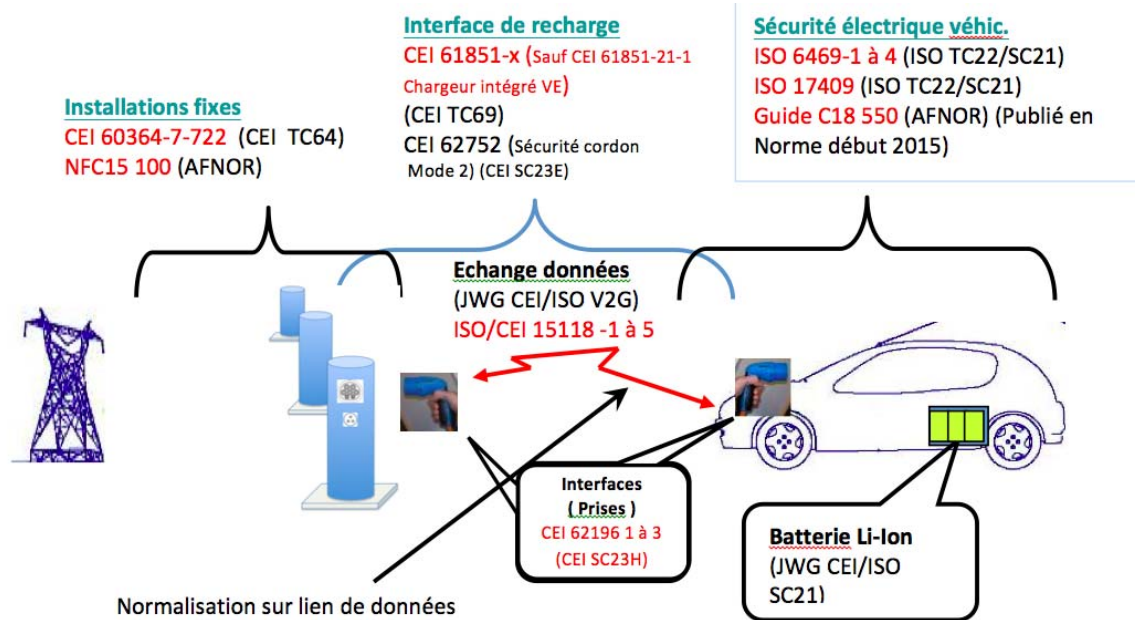 Installations fixes
CEI 60364-7-722 (CEI TC64)
NFC15 100 (AFNOR)
Interface de recharge
CEI 61851-x (Sauf CEI 61851-21-1
Chargeur intégré VE)
(CEI TC69)
CEI 62752 (Sécurité cordon
Mode 2) (CEI SC23E)
Sécurité électrique véhic.
ISO 6469-1 à 4 (ISO TC22/SC21)
ISO 17409 (ISO TC22/SC21)
Guide C18 550 (AFNOR) (Publié en
Norme début 2015)
Echange données
(JWG CEI/ISO V2G)
ISO/CEI 15118 -1 à 5
Interfaces
( Prises )
CEI 62196 1 à 3
(CEI SC23H)
Batterie Li-Ion
(JWG CEI/ISO
SC21)
Normalisation sur lien de données